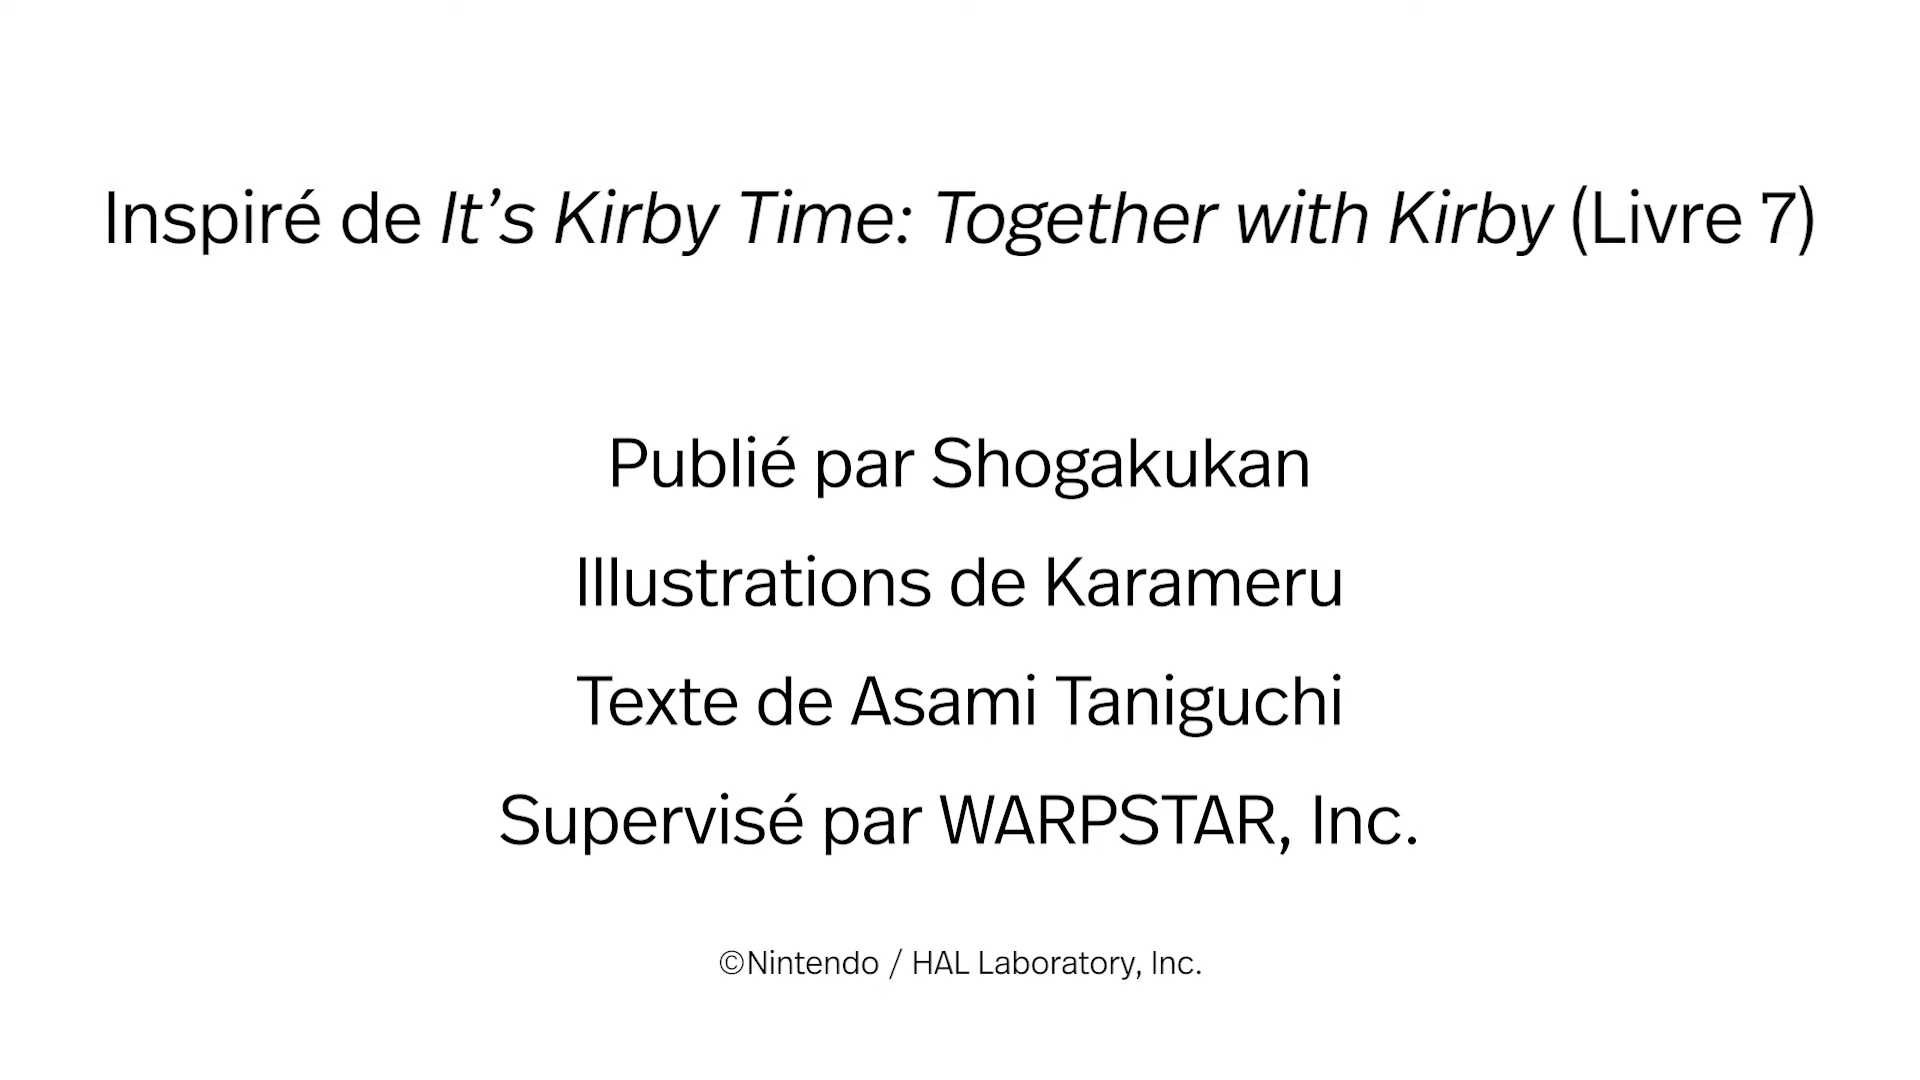 Inspiré de It’s Kirby Time: Together with Kirby (Livre 7)
Publié par Shogakukan
Illustrations de Karameru
Texte de Asami Taniguchi
Supervisé par WARPSTAR, Inc.
©Nintendo / HAL Laboratory, Inc.